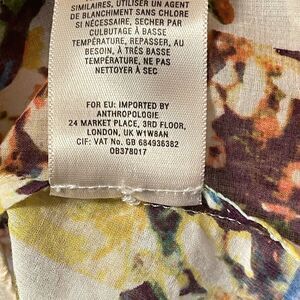 SIMILAIRES, UTILISER UN AGENT
DE BLANCHIMENT SANS CHLORE
SI NÉCESSAIRE, SECHER PAR
CULBUTAGE À BASSE
TEMPÉRATURE, REPASSER, AU
BESOIN, À TRÈS BASSE
TEMPÉRATURE, NE PAS
NETTOYER À SEC
FOR EU: IMPORTED BY
ANTHROPOLOGIE
24 MARKET PLACE, 3RD FLOOR,
LONDON, UK W1W8AN
CIF: VAT No. GB 684936382
OB378017